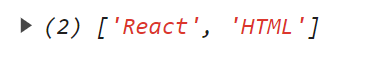 ▶ (2) ['React', 'HTML']